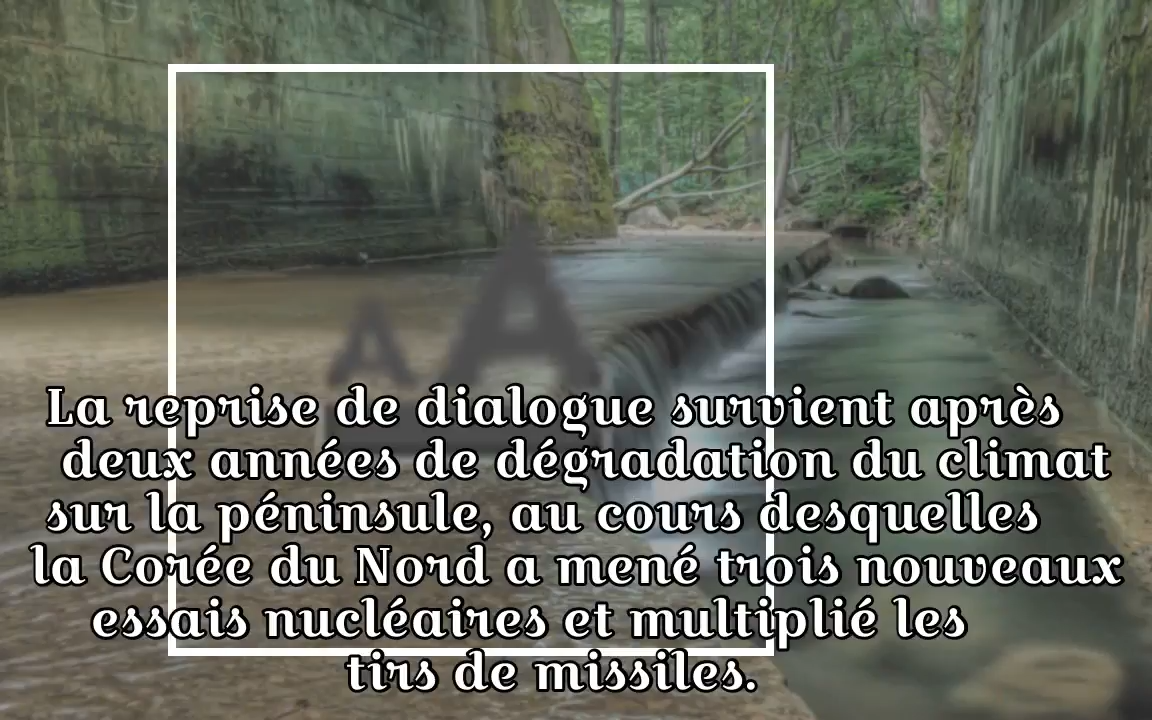 AA
La reprise de dialogue survient après
deux années de dégradation du climat
sur la péninsule, au cours desquelles
la Corée du Nord a mené trois nouveaux
essais nucléaires et multiplié les
tirs de missiles.